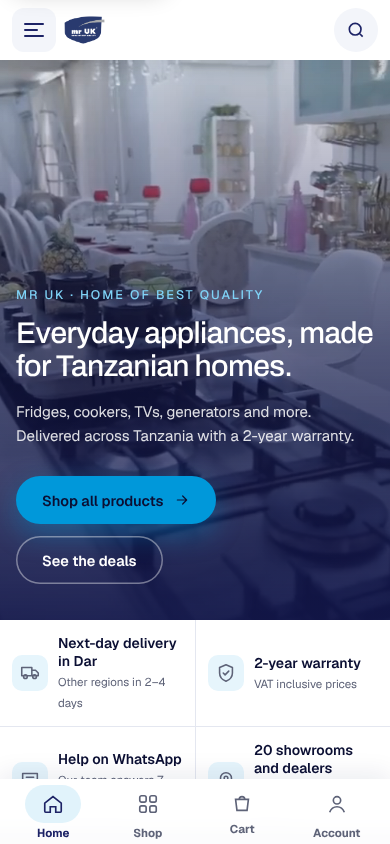 mr UK
MR UK · HOME OF BEST QUALITY
Everyday appliances, made
for Tanzanian homes.
Fridges, cookers, TVs, generators and more.
Delivered across Tanzania with a 2-year warranty.
Shop all products →
See the deals
Next-day delivery
in Dar
Other regions in 2–4
days
2-year warranty
VAT inclusive prices
Help on WhatsApp
20 showrooms
and dealers
Home
Shop
Cart
Account